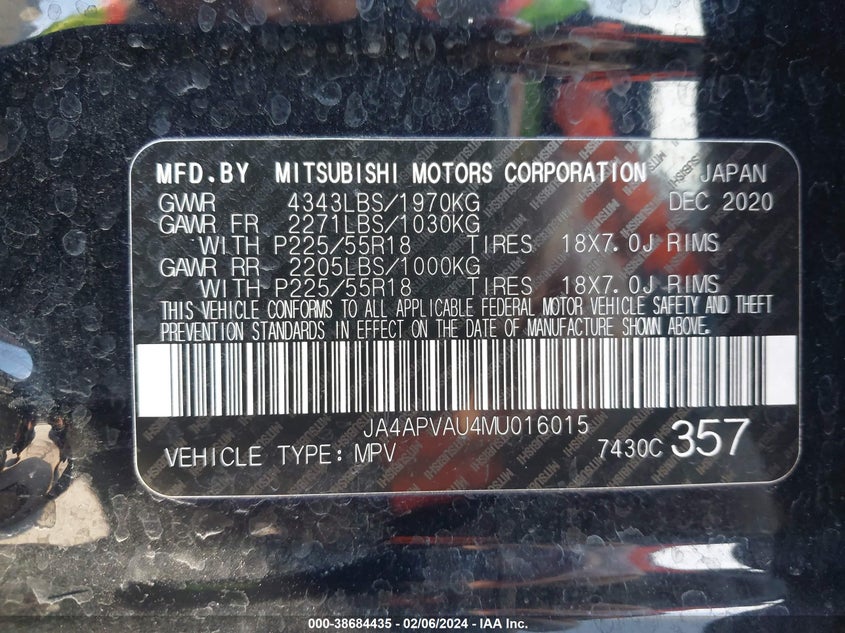 MFD.BY MITSUBISHI MOTORS CORPORATION JAPAN
GVWR 4343LBS/1970KG DEC 2020
GAWR FR 2271LBS/1030KG
WITH P225/55R18 TIRES 18X7.0J RIMS
GAWR RR 2205LBS/1000KG
WITH P225/55R18 TIRES 18X7.0J RIMS
THIS VEHICLE CONFORMS TO ALL APPLICABLE FEDERAL MOTOR VEHICLE SAFETY AND THEFT
PREVENTION STANDARDS IN EFFECT ON THE DATE OF MANUFACTURE SHOWN ABOVE.
JA4APVAU4MU016015
VEHICLE TYPE: MPV 7430C 357
000-38684435 - 02/06/2024 - © IAA, Inc.